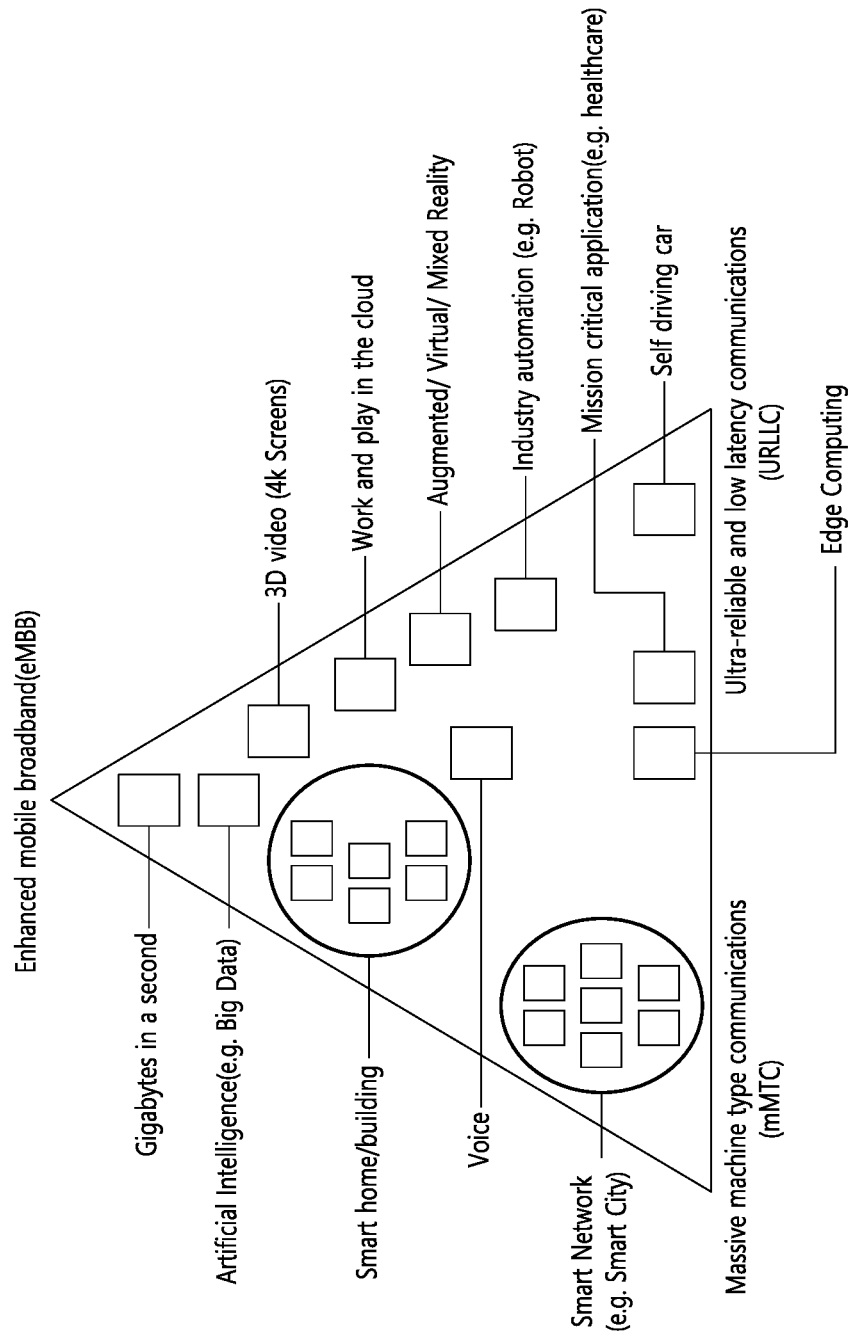 Enhanced mobile broadband(eMBB)
Gigabytes in a second
Artificial Intelligence(e.g. Big Data)
3D video (4k Screens)
Smart home/building
Work and play in the cloud
Augmented/ Virtual/ Mixed Reality
Voice
Industry automation (e.g. Robot)
Smart Network
(e.g. Smart City)
Mission critical application(e.g. healthcare)
Self driving car
Massive machine type communications
(mMTC)
Ultra-reliable and low latency communications
(URLLC)
Edge Computing